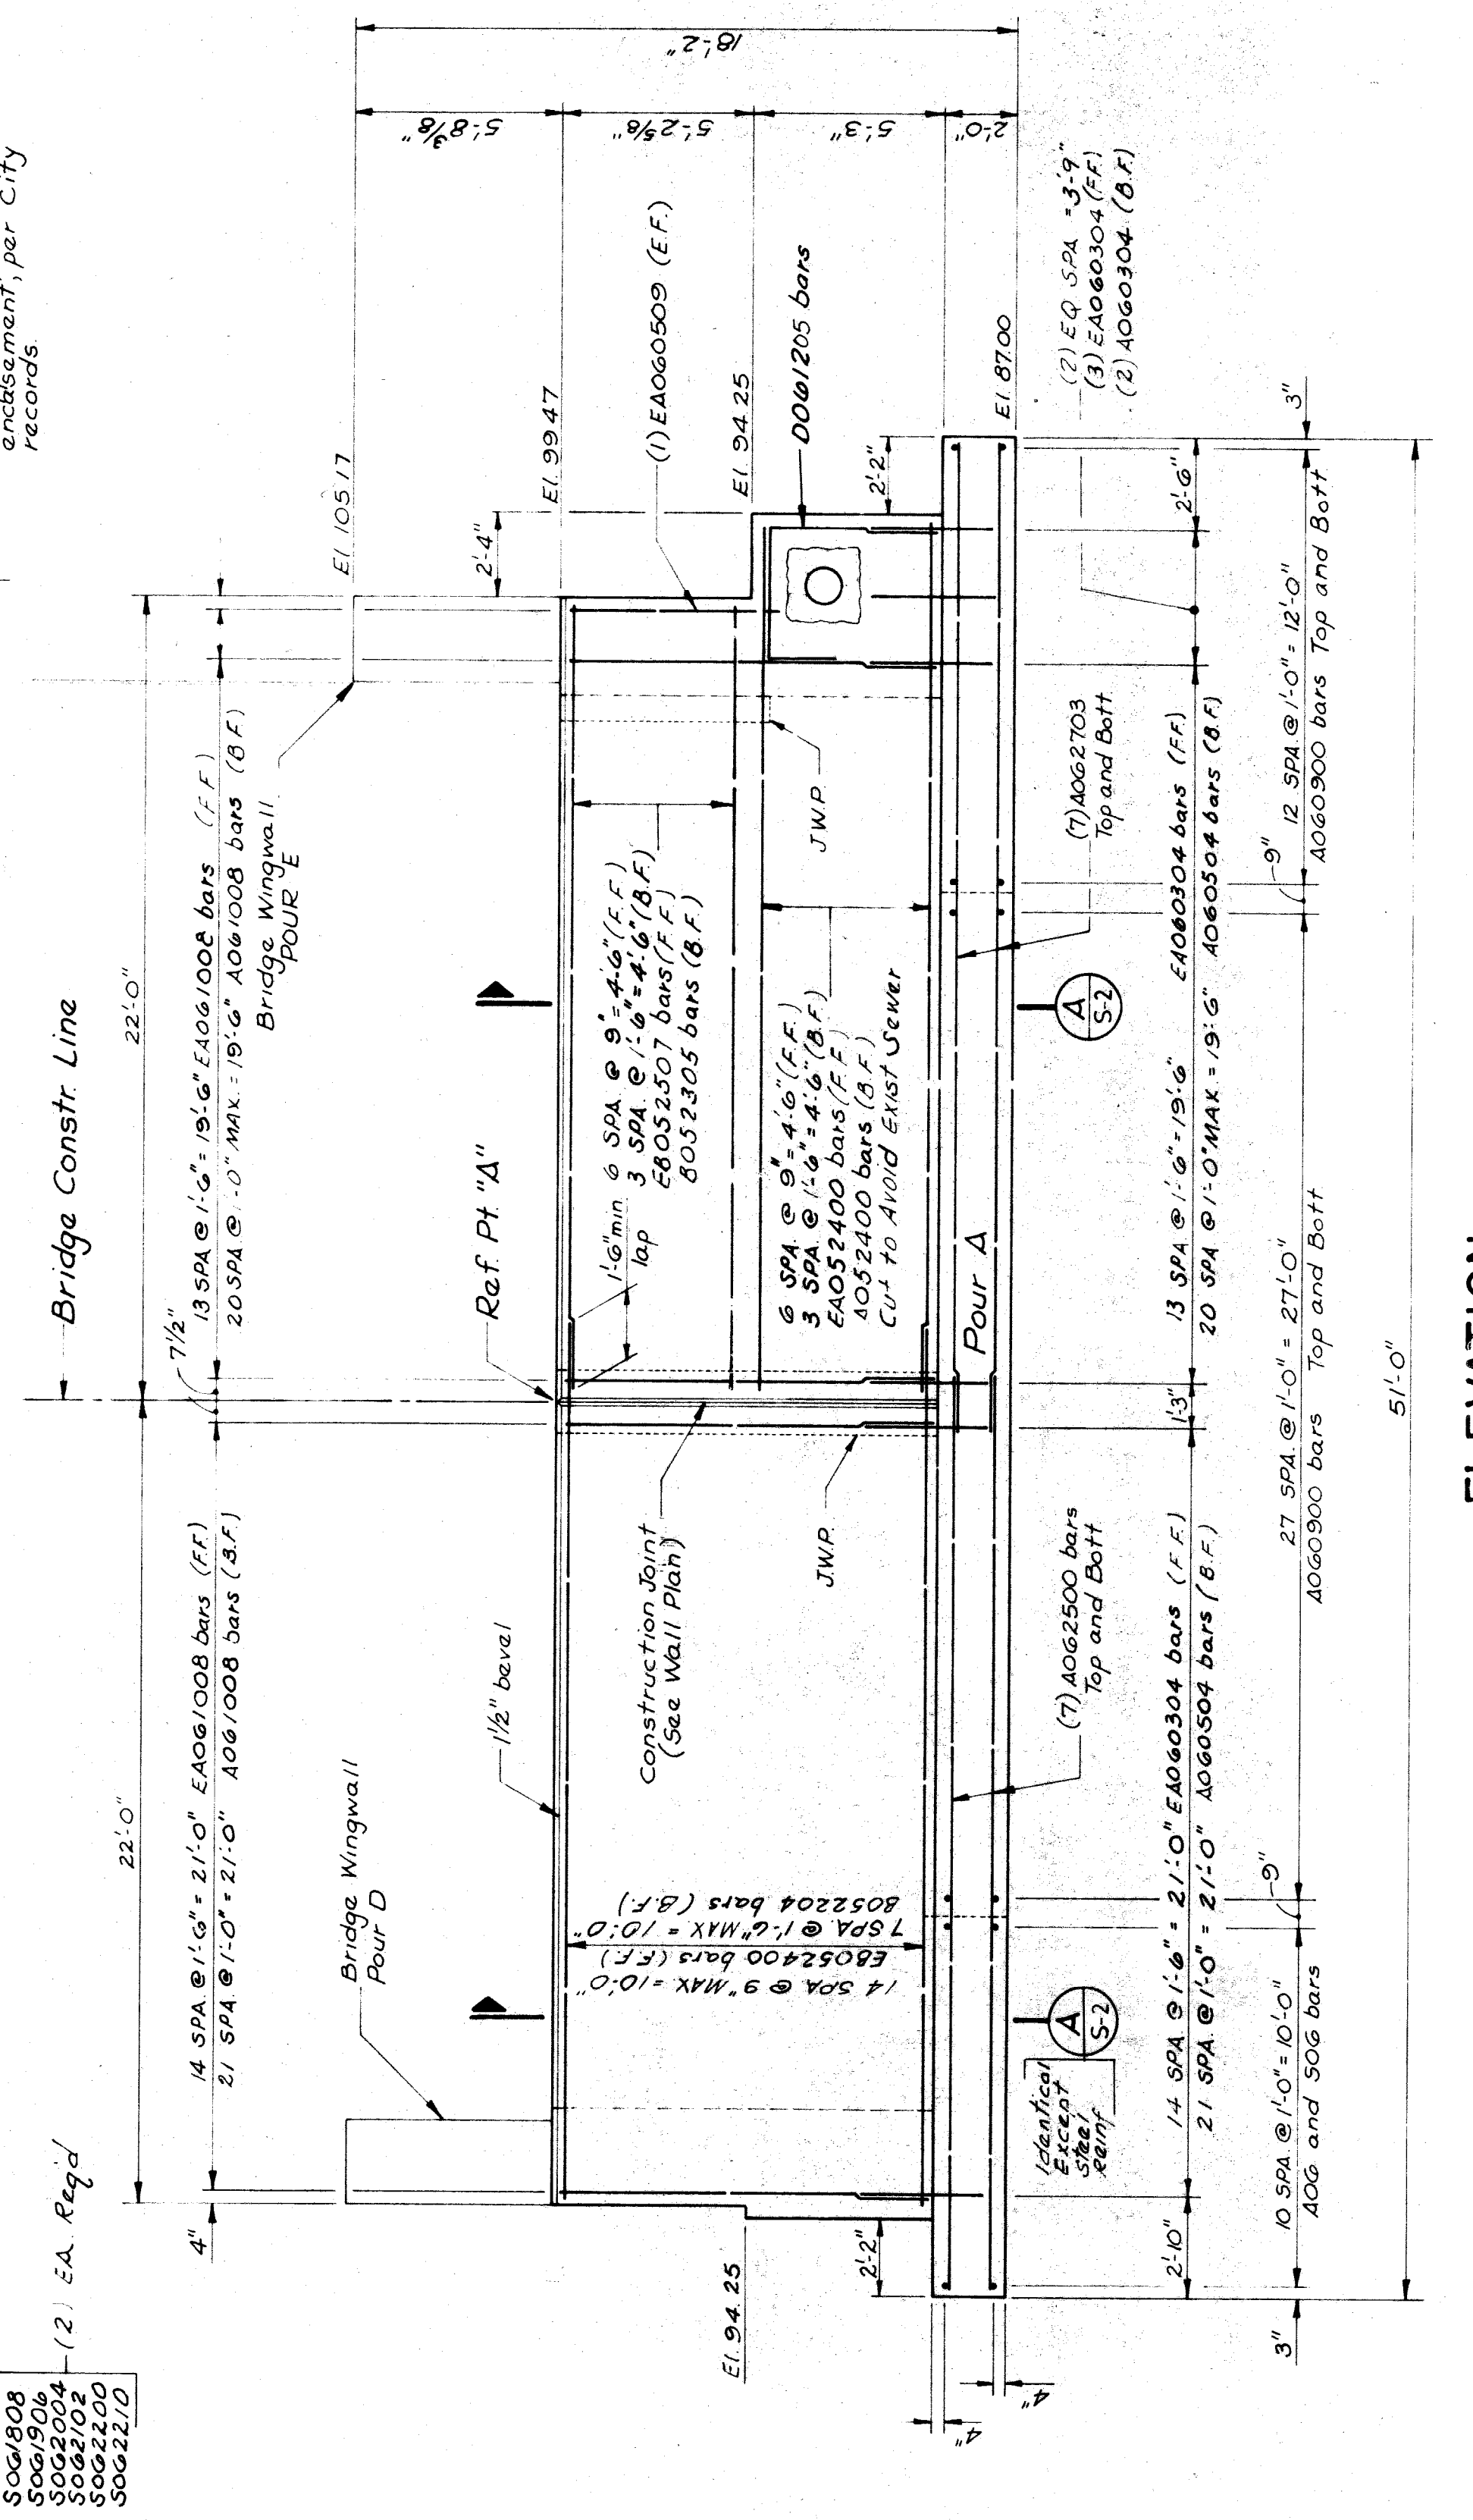 encasement, per City
records.
S061808
S061906
S062004
S062102
S062200
S062210
(2) EA. Req'd
Bridge Constr. Line
22'-0"
22'-0"
7½"
4"
14 SPA. @ 1'-6" = 21'-0" EA061008 bars (F.F.)
21 SPA. @ 1'-0" = 21'-0" A061008 bars (B.F.)
13 SPA @ 1'-6" = 19'-6" EA061008 bars (F.F.)
20 SPA. @ 1'-0" MAX. = 19'-6" A061008 bars (B.F.)
Bridge Wingwall
Pour D
Bridge Wingwall
POUR E
El 105.17
18'-2"
5'-8⅜"
5'-2⅝"
5'-3"
2'-0"
2'-4"
El. 99.47
1½" bevel
Ref. Pt. "A"
(1) EA060509 (E.F.)
El. 94.25
El. 94.25
D061205 bars
Construction Joint
(See Wall Plan)
1'-6" min
lap
6 SPA @ 9" = 4'-6" (F.F.)
3 SPA. @ 1'-6" = 4'-6" (B.F.)
EB052507 bars (F.F.)
B052305 bars (B.F.)
6 SPA. @ 9" = 4'-6" (F.F.)
3 SPA. @ 1'-6" = 4'-6" (B.F.)
EA052400 bars (F.F.)
A052400 bars (B.F.)
Cut to Avoid Exist Sewer
14 SPA @ 9" MAX = 10'-0"
EB052400 bars (F.F.)
7 SPA. @ 1'-6" MAX = 10'-0"
B052204 bars (B.F.)
J.W.P.
J.W.P.
2'-2"
2'-2"
Pour A
El 87.00
4"
4"
Identical
Except
Steel
Reinf
A
S-2
A
S-2
(7) A062500 bars
Top and Bott
(7) A062703
Top and Bott
(2) EQ SPA = 3'-9"
(3) EA060304 (F.F.)
(2) A060304 (B.F.)
2'-10"
14 SPA @ 1'-6" = 21'-0" EA060304 bars (F.F.)
21 SPA. @ 1'-0" = 21'-0" A060504 bars (B.F.)
1'-3"
13 SPA @ 1'-6" = 19'-6" EA060304 bars (F.F.)
20 SPA @ 1'-0" MAX = 19'-6" A060504 bars (B.F.)
2'-6"
3"
10 SPA. @ 1'-0" = 10'-0"
A06 and S06 bars
9"
27 SPA. @ 1'-0" = 27'-0"
A060900 bars Top and Bott
9"
12 SPA. @ 1'-0" = 12'-0"
A060900 bars Top and Bott
3"
51'-0"
ELEVATION